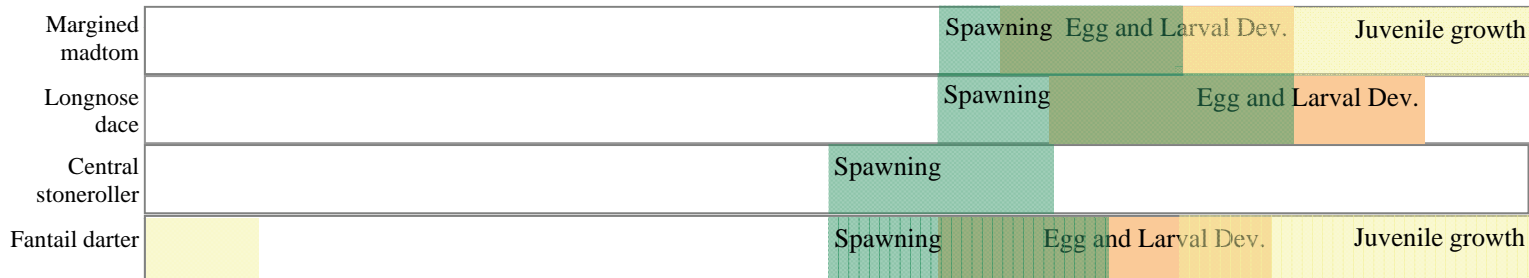 Margined
madtom
Spawning Egg and Larval Dev. Juvenile growth
Longnose
dace
Spawning Egg and Larval Dev.
Central
stoneroller
Spawning
Fantail darter Spawning Egg and Larval Dev. Juvenile growth